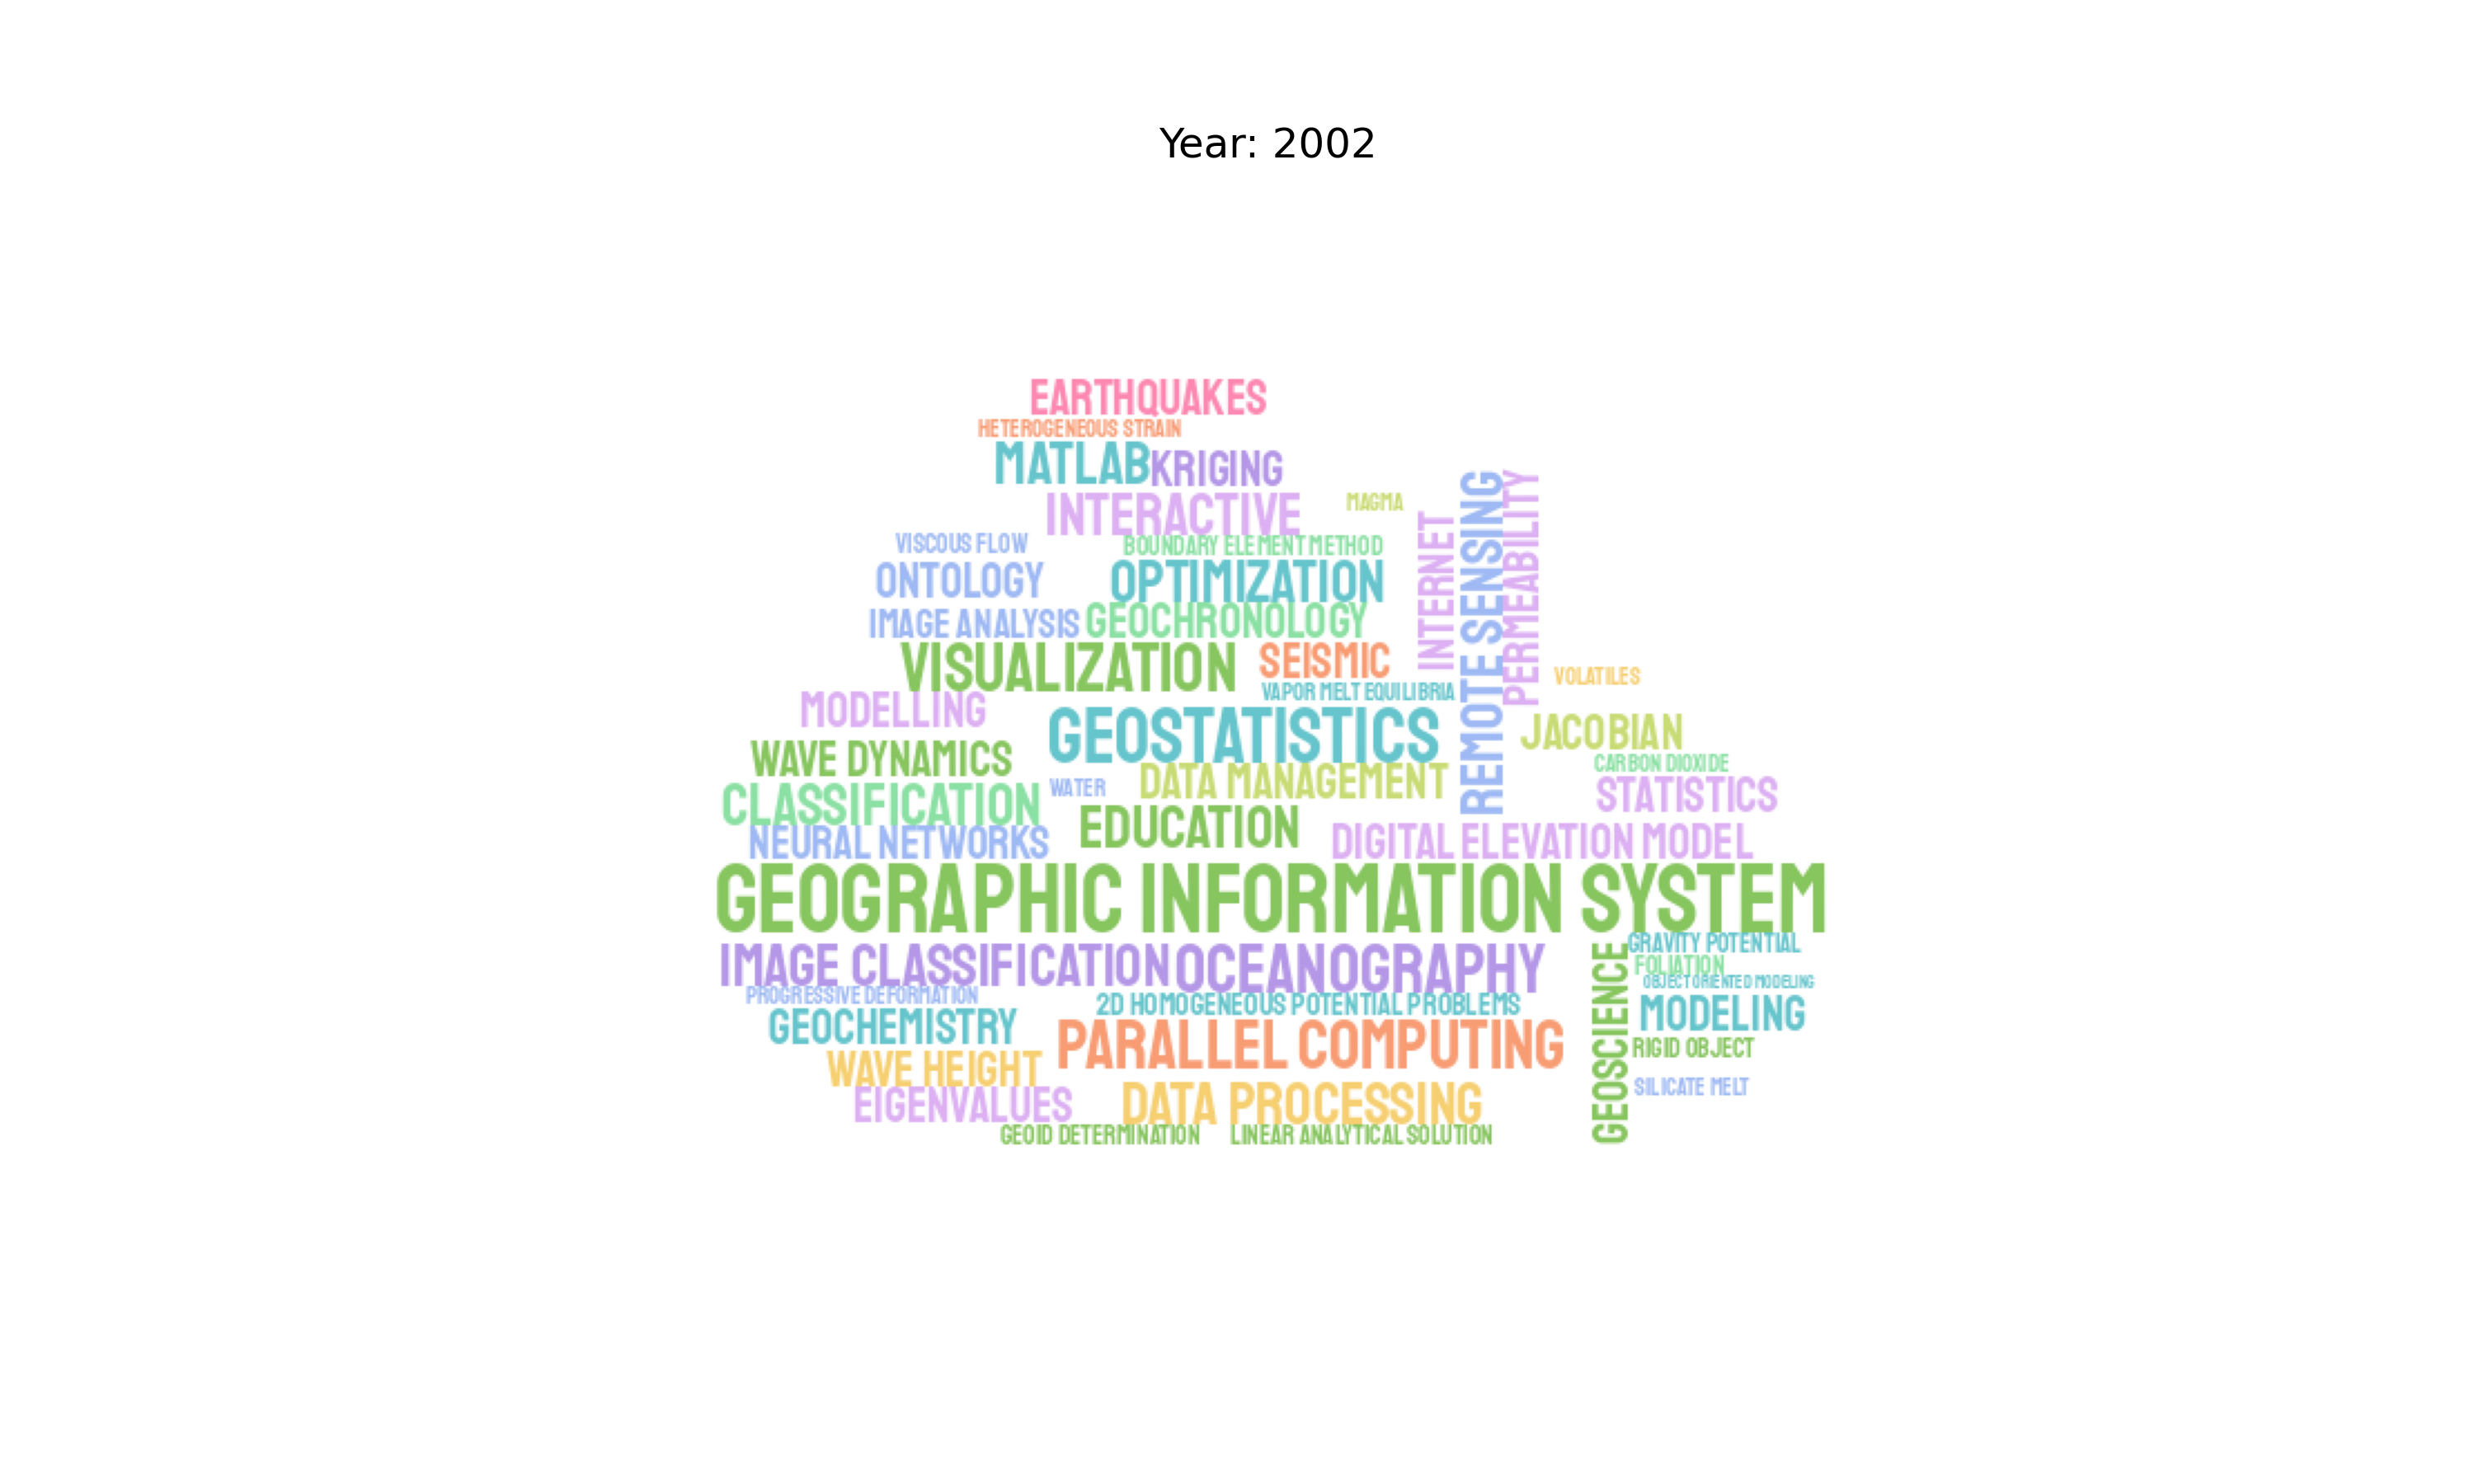 Year: 2002
EARTHQUAKES
HETEROGENEOUS STRAIN
MATLAB
KRIGING
INTERACTIVE
MAGMA
INTERNET
REMOTE SENSING
PERMEABILITY
VISCOUS FLOW
BOUNDARY ELEMENT METHOD
ONTOLOGY
OPTIMIZATION
IMAGE ANALYSIS
GEOCHRONOLOGY
VISUALIZATION
SEISMIC
VOLATILES
VAPOR MELT EQUILIBRIA
MODELLING
GEOSTATISTICS
JACOBIAN
WAVE DYNAMICS
CARBON DIOXIDE
DATA MANAGEMENT
WATER
STATISTICS
CLASSIFICATION
EDUCATION
NEURAL NETWORKS
DIGITAL ELEVATION MODEL
GEOGRAPHIC INFORMATION SYSTEM
GRAVITY POTENTIAL
IMAGE CLASSIFICATION
OCEANOGRAPHY
GEOSCIENCE
FOLIATION
OBJECT ORIENTED MODELING
PROGRESSIVE DEFORMATION
2D HOMOGENEOUS POTENTIAL PROBLEMS
MODELING
GEOCHEMISTRY
PARALLEL COMPUTING
RIGID OBJECT
WAVE HEIGHT
SILICATE MELT
EIGENVALUES
DATA PROCESSING
GEOID DETERMINATION
LINEAR ANALYTICAL SOLUTION